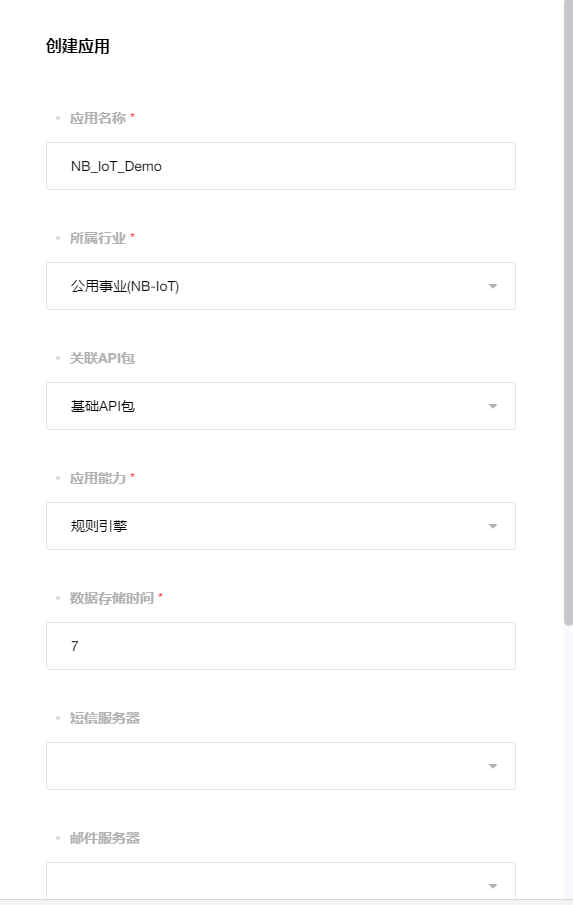 创建应用
应用名称 *
NB_IoT_Demo
所属行业 *
公用事业(NB-IoT)
关联API包
基础API包
应用能力 *
规则引擎
数据存储时间 *
7
短信服务器
邮件服务器